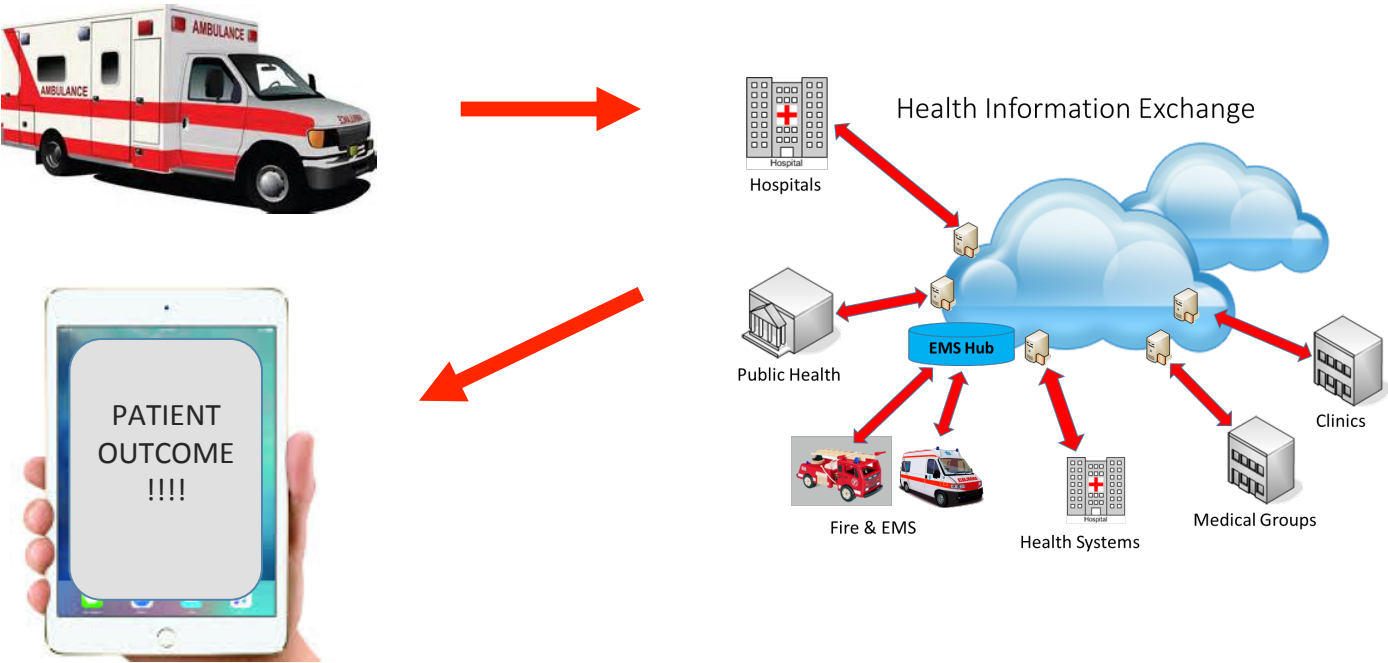 AMBULANCE
AMBULANCE
AMBULANCE
Health Information Exchange
Hospital
Hospitals
Public Health
EMS Hub
Clinics
PATIENT
OUTCOME
!!!!
Fire & EMS
Hospital
Health Systems
Medical Groups